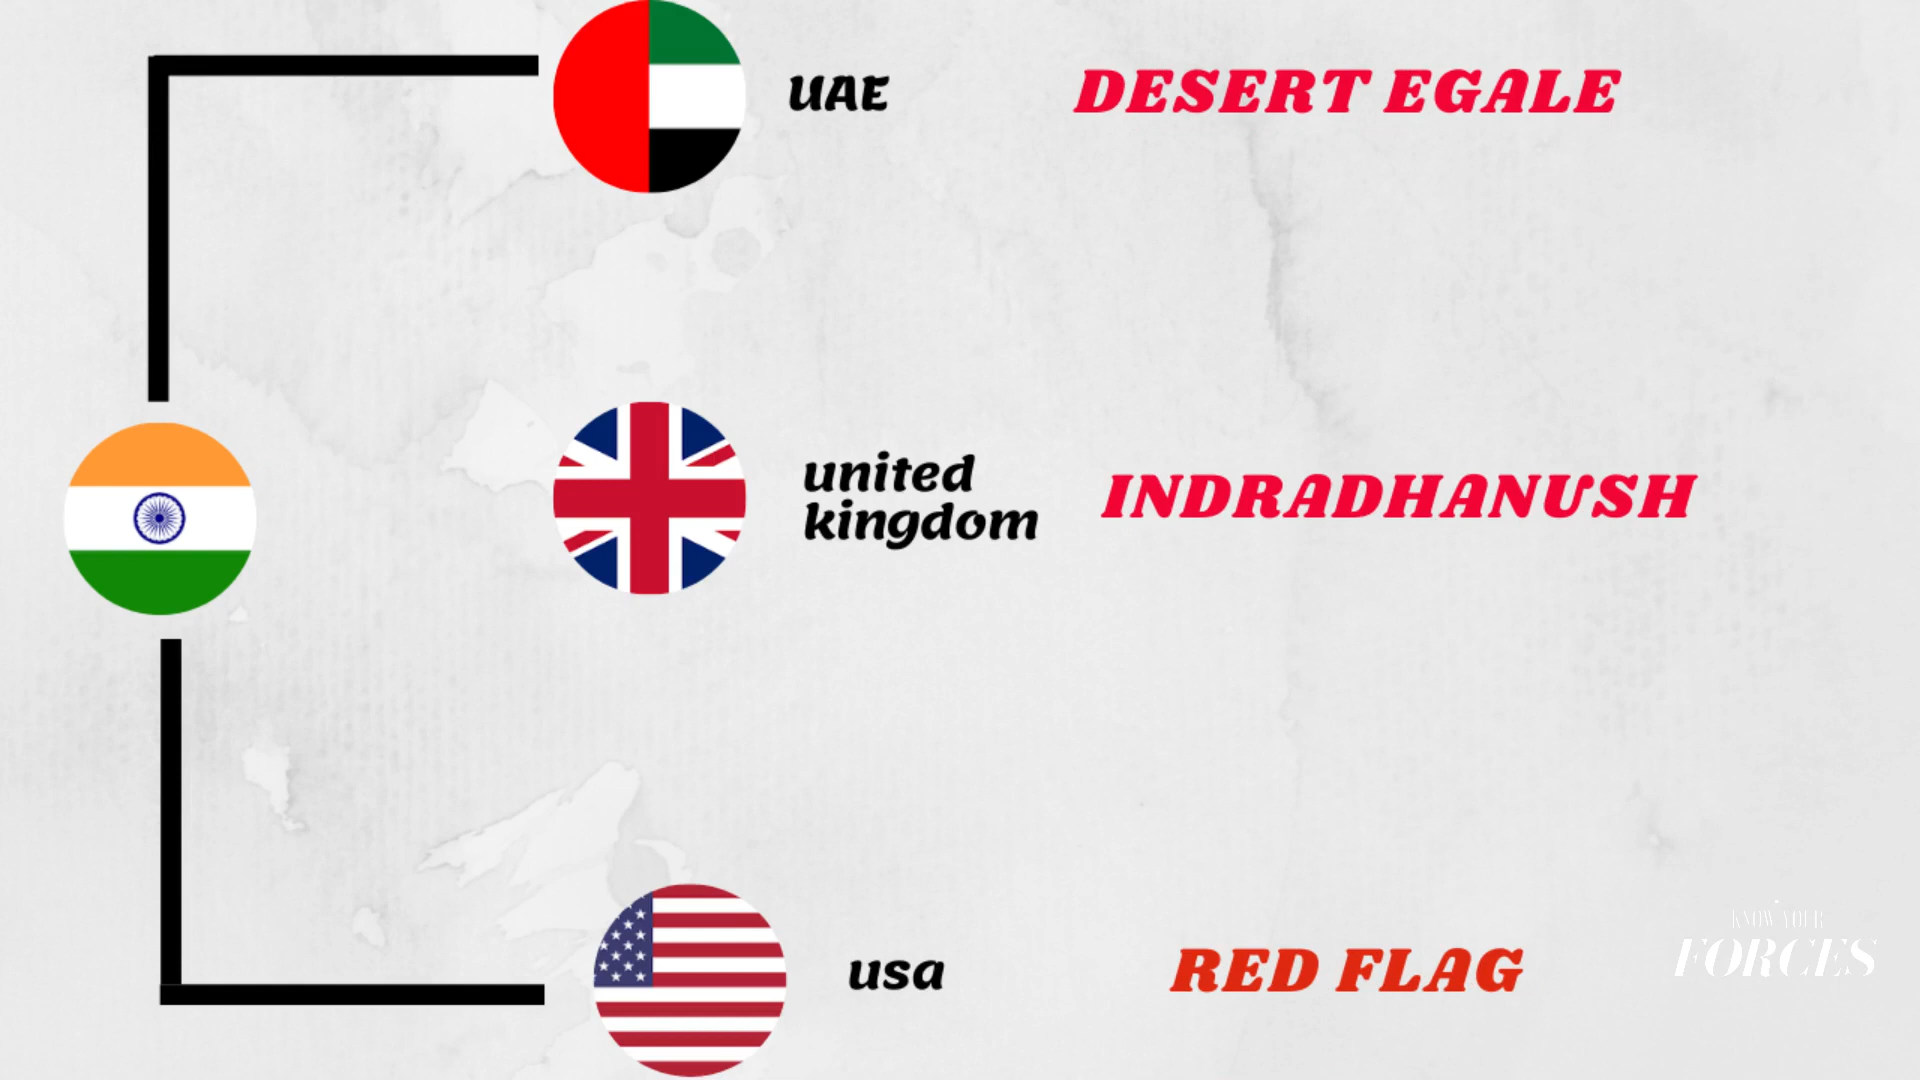 UAE
DESERT EGALE
united
kingdom
INDRADHANUSH
usa
RED FLAG
KNOW YOUR
FORCES